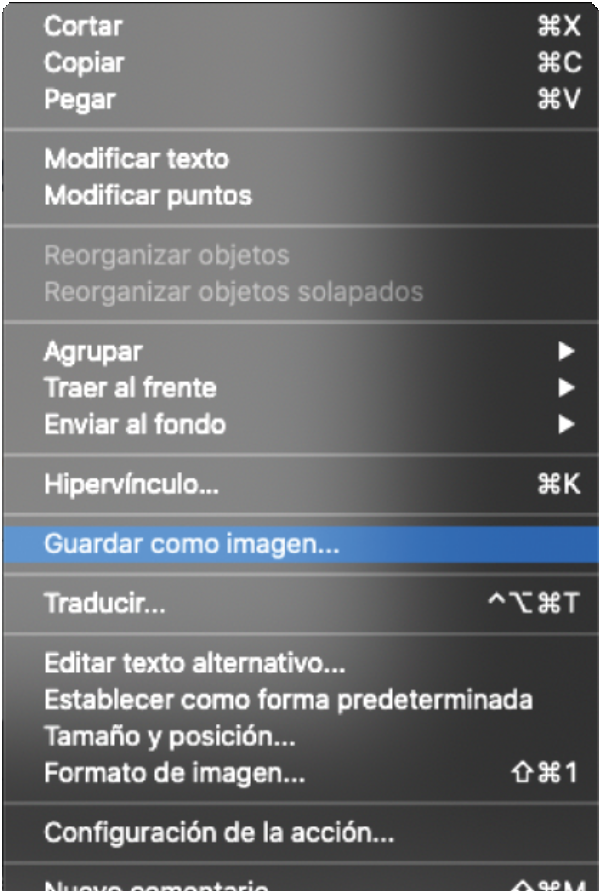 Cortar ⌘X
Copiar ⌘C
Pegar ⌘V
Modificar texto
Modificar puntos
Reorganizar objetos
Reorganizar objetos solapados
Agrupar ▶
Traer al frente ▶
Enviar al fondo ▶
Hipervínculo... ⌘K
Guardar como imagen...
Traducir... ^⌥⌘T
Editar texto alternativo...
Establecer como forma predeterminada
Tamaño y posición...
Formato de imagen... ⇧⌘1
Configuración de la acción...
Nuevo comentario ⇧⌘M